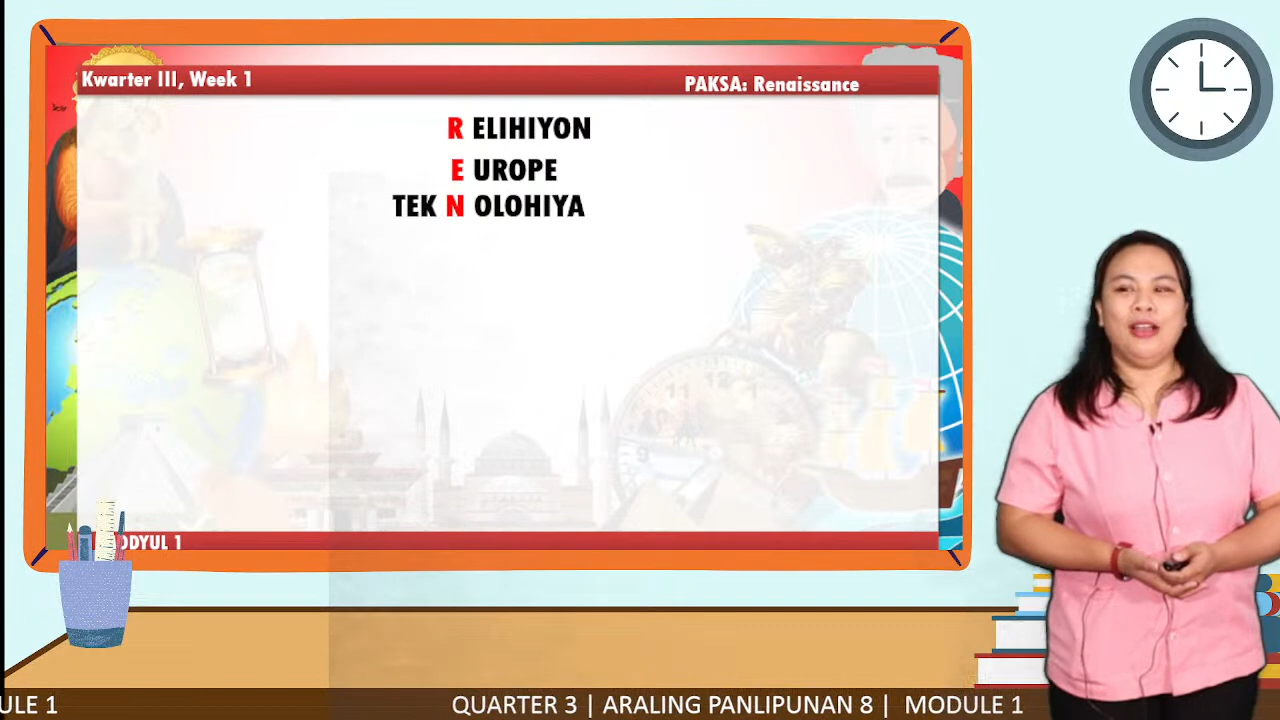 Kwarter III, Week 1
PAKSA: Renaissance
R ELIHIYON
E UROPE
TEK N OLOHIYA
ODYUL 1
ULE 1
QUARTER 3 | ARALING PANLIPUNAN 8 | MODULE 1